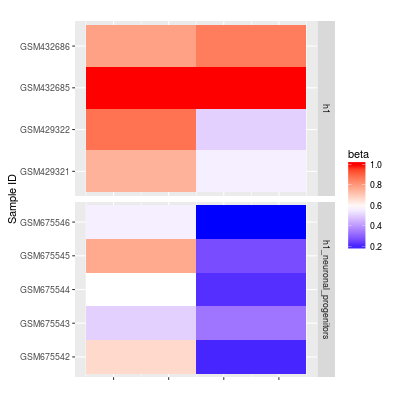 Sample ID
GSM432686
GSM432685
GSM429322
GSM429321
h1
GSM675546
GSM675545
GSM675544
GSM675543
GSM675542
h1_neuronal_progenitors
beta
1.0
0.8
0.6
0.4
0.2